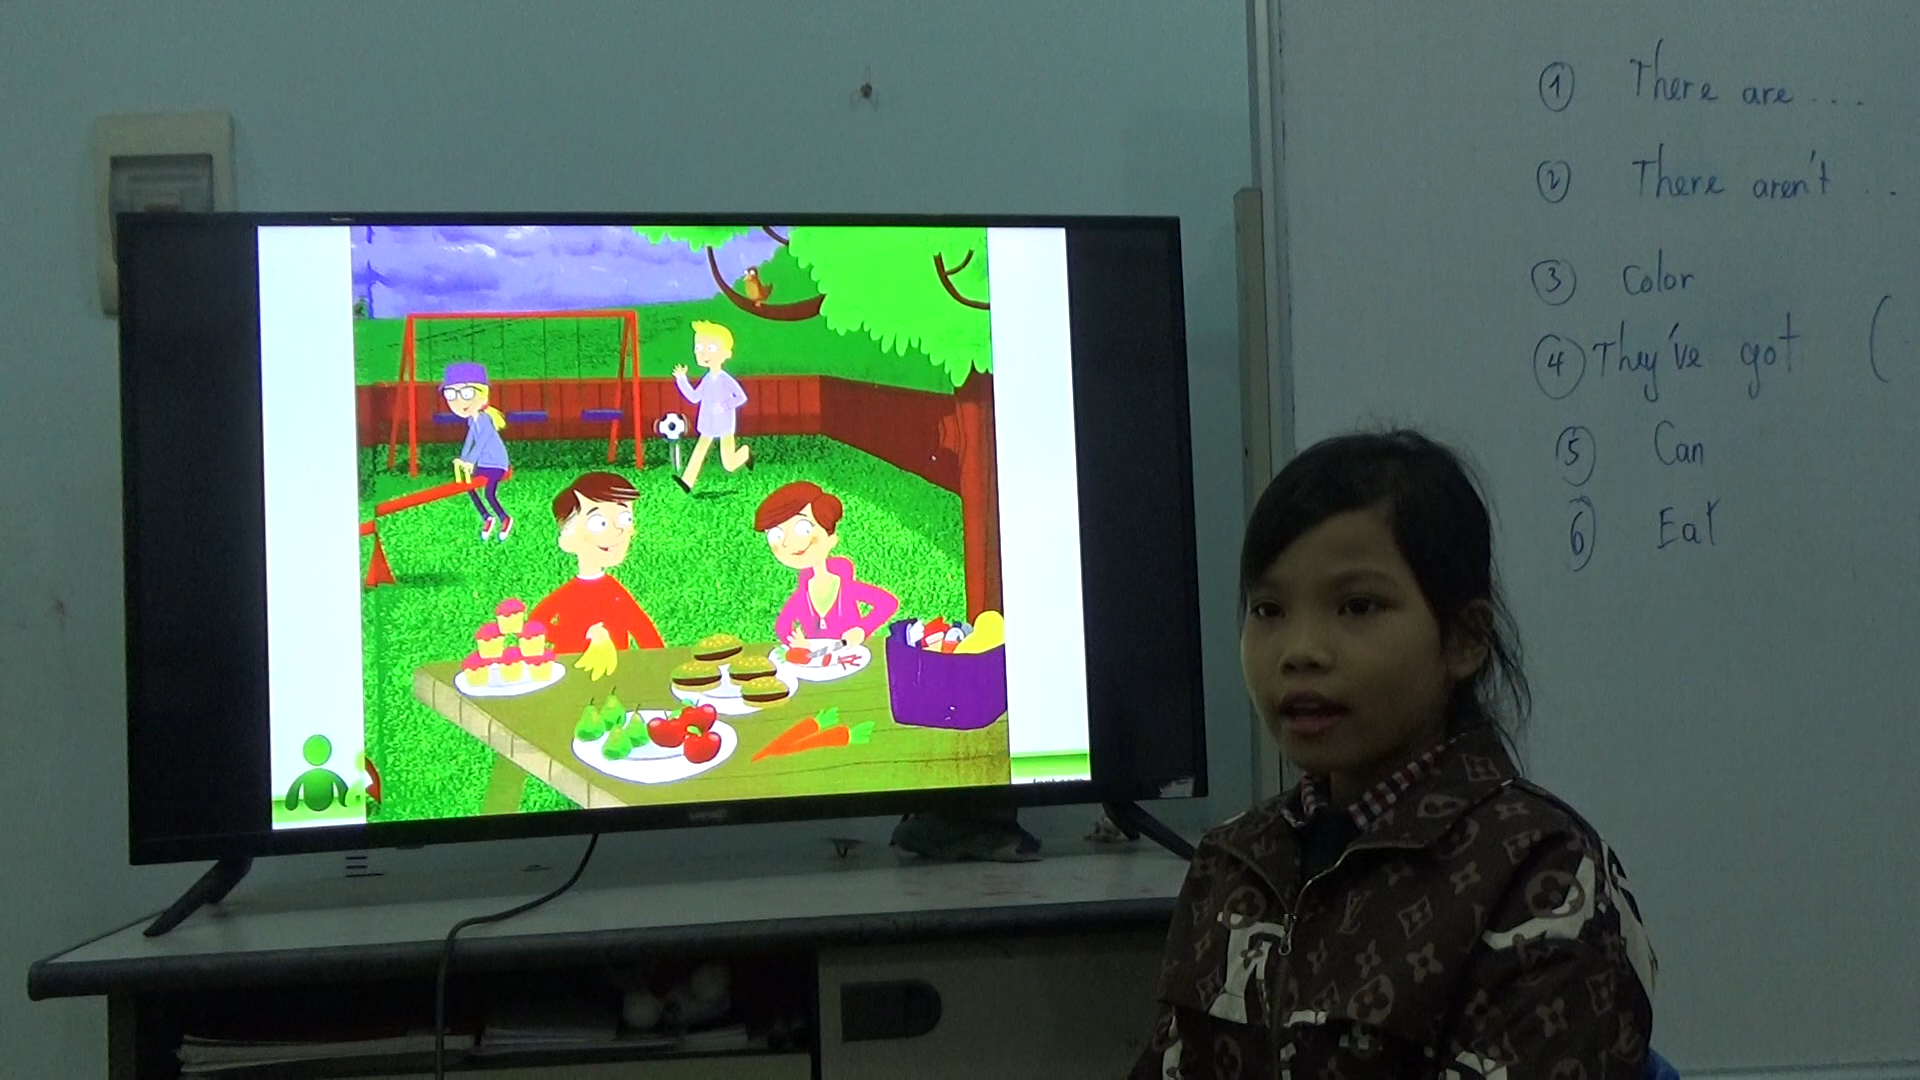 ① There are ....
② There aren't ..
③ Color
④ They've got (
⑤ Can
⑥ Eat